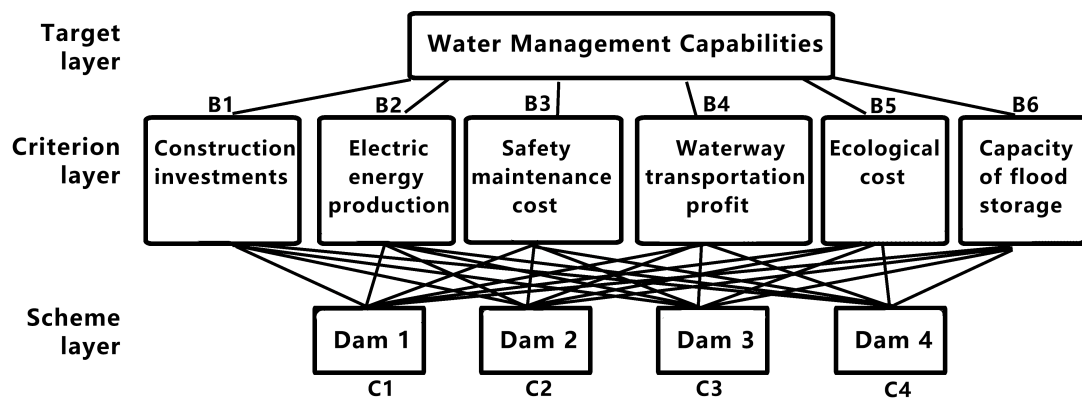 Target
layer
Water Management Capabilities
B1
B2
B3
B4
B5
B6
Criterion
layer
Construction
investments
Electric
energy
production
Safety
maintenance
cost
Waterway
transportation
profit
Ecological
cost
Capacity
of flood
storage
Scheme
layer
Dam 1
Dam 2
Dam 3
Dam 4
C1
C2
C3
C4